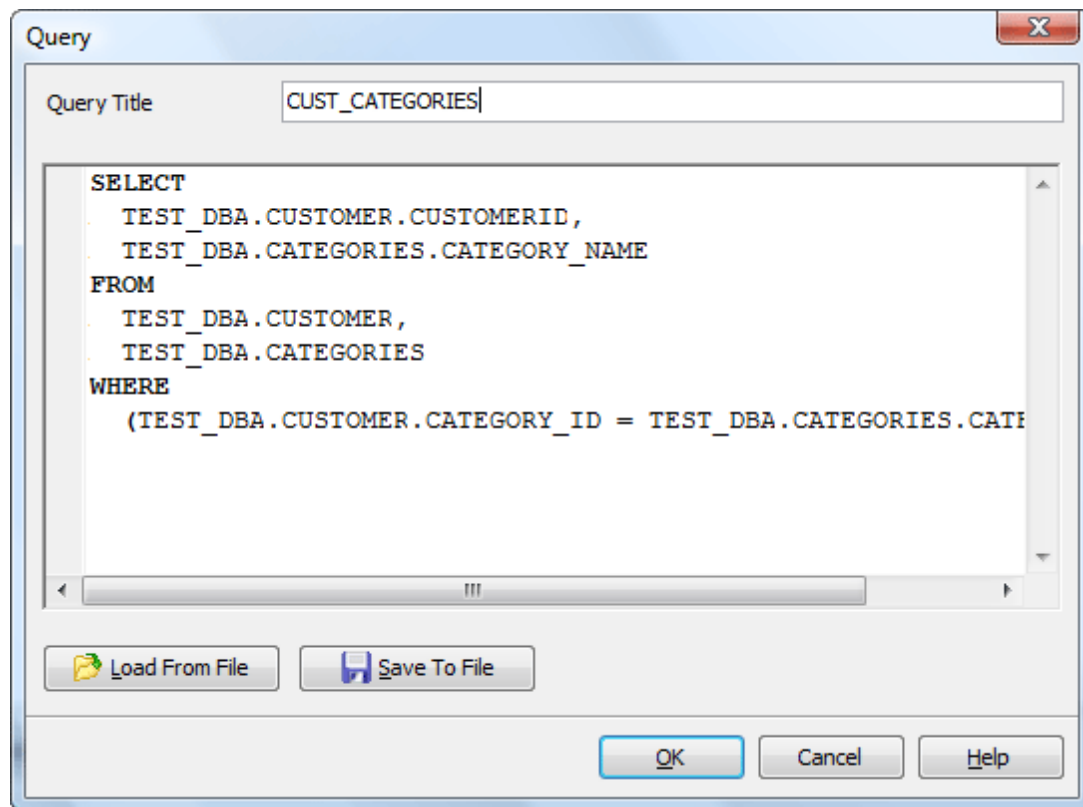 Query
Query Title CUST_CATEGORIES
SELECT
TEST_DBA.CUSTOMER.CUSTOMERID,
TEST_DBA.CATEGORIES.CATEGORY_NAME
FROM
TEST_DBA.CUSTOMER,
TEST_DBA.CATEGORIES
WHERE
(TEST_DBA.CUSTOMER.CATEGORY_ID = TEST_DBA.CATEGORIES.CATE
Load From File Save To File
OK Cancel Help